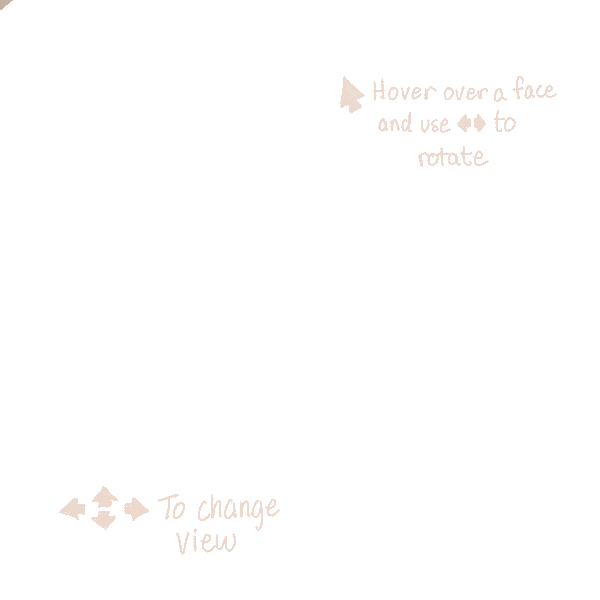 Hover over a face
and use to
rotate
To change
view